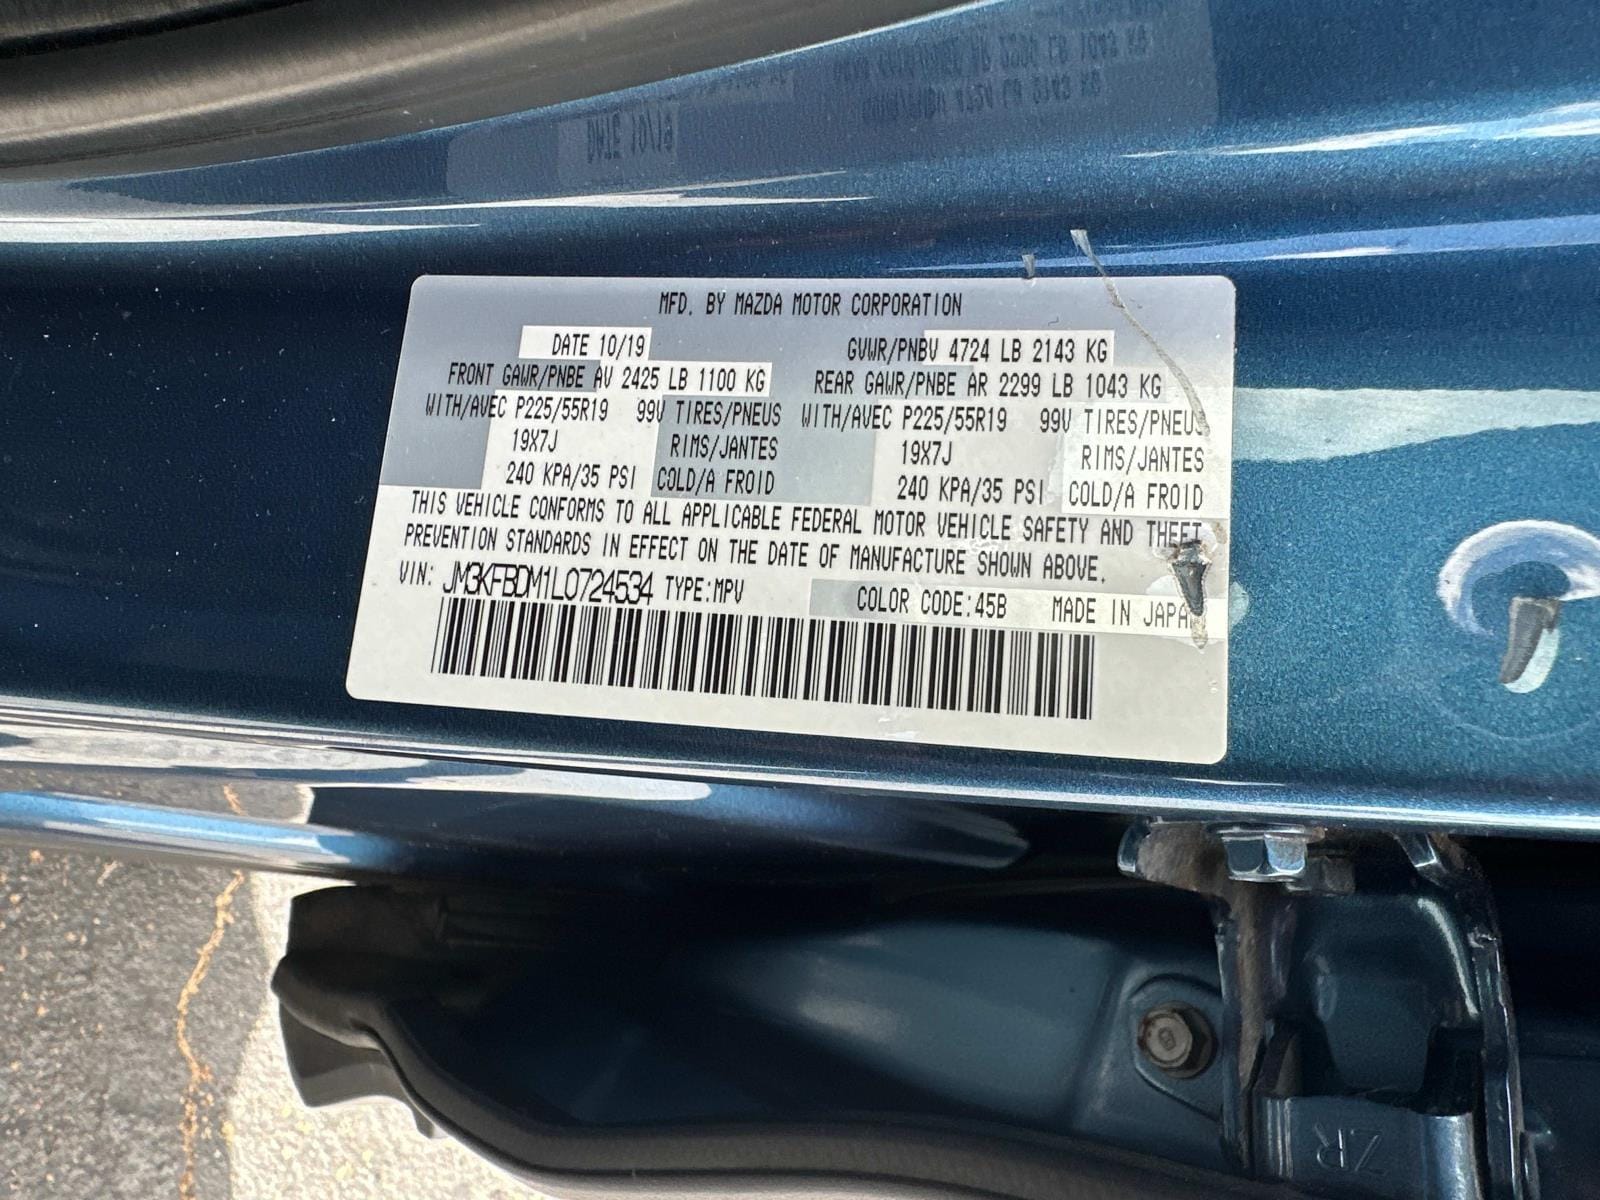 MFD. BY MAZDA MOTOR CORPORATION
DATE 10/19 GVWR/PNBV 4724 LB 2143 KG
FRONT GAWR/PNBE AV 2425 LB 1100 KG REAR GAWR/PNBE AR 2299 LB 1043 KG
WITH/AVEC P225/55R19 99V TIRES/PNEUS WITH/AVEC P225/55R19 99V TIRES/PNEUS
19X7J RIMS/JANTES 19X7J RIMS/JANTES
240 KPA/35 PSI COLD/A FROID 240 KPA/35 PSI COLD/A FROID
THIS VEHICLE CONFORMS TO ALL APPLICABLE FEDERAL MOTOR VEHICLE SAFETY AND THEFT
PREVENTION STANDARDS IN EFFECT ON THE DATE OF MANUFACTURE SHOWN ABOVE.
VIN: JM3KFBDM1L0724534 TYPE:MPV COLOR CODE:45B MADE IN JAPAN
ZR